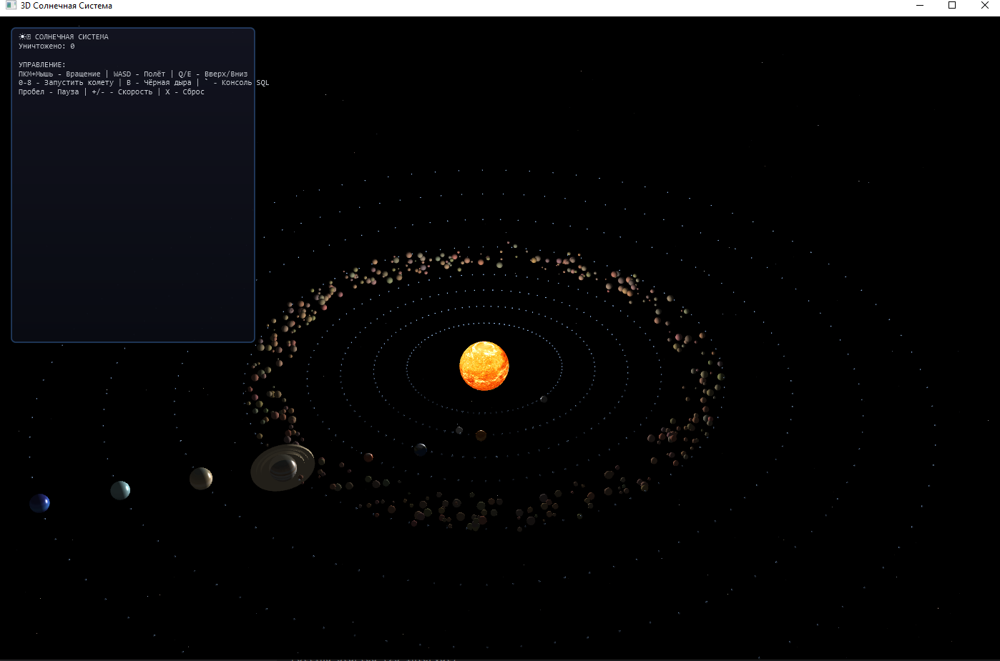 3D Солнечная Система
☀ СОЛНЕЧНАЯ СИСТЕМА
Уничтожено: 0
УПРАВЛЕНИЕ:
ПКМ+Мышь - Вращение | WASD - Полёт | Q/E - Вверх/Вниз
0-8 - Запустить комету | B - Чёрная дыра | ` - Консоль SQL
Пробел - Пауза | +/- - Скорость | X - Сброс